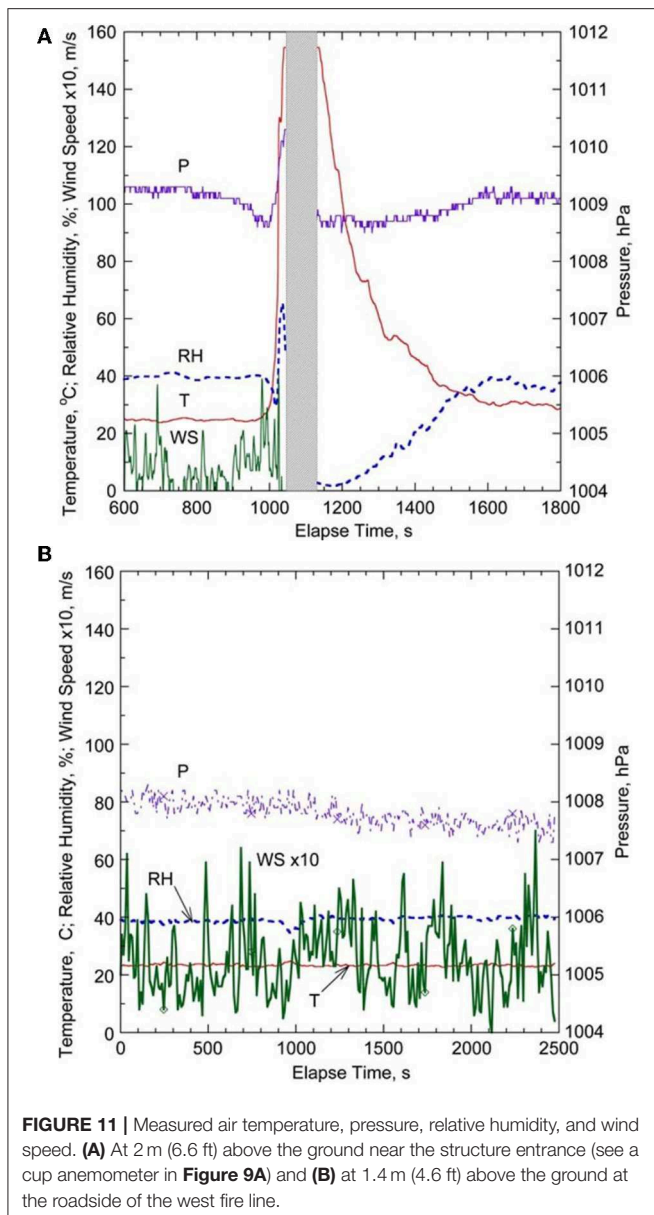 A
160
140
120
100
80
60
40
20
0
Temperature, °C; Relative Humidity, %; Wind Speed x10, m/s
P
RH
T
WS
1012
1011
1010
1009
1008
1007
1006
1005
1004
Pressure, hPa
600 800 1000 1200 1400 1600 1800
Elapse Time, s
B
160
140
120
100
80
60
40
20
0
Temperature, C; Relative Humidity, %; Wind Speed x10, m/s
P
WS x10
RH
T
1012
1011
1010
1009
1008
1007
1006
1005
1004
Pressure, hPa
0 500 1000 1500 2000 2500
Elapse Time, s
FIGURE 11 | Measured air temperature, pressure, relative humidity, and wind
speed. (A) At 2 m (6.6 ft) above the ground near the structure entrance (see a
cup anemometer in Figure 9A) and (B) at 1.4 m (4.6 ft) above the ground at
the roadside of the west fire line.